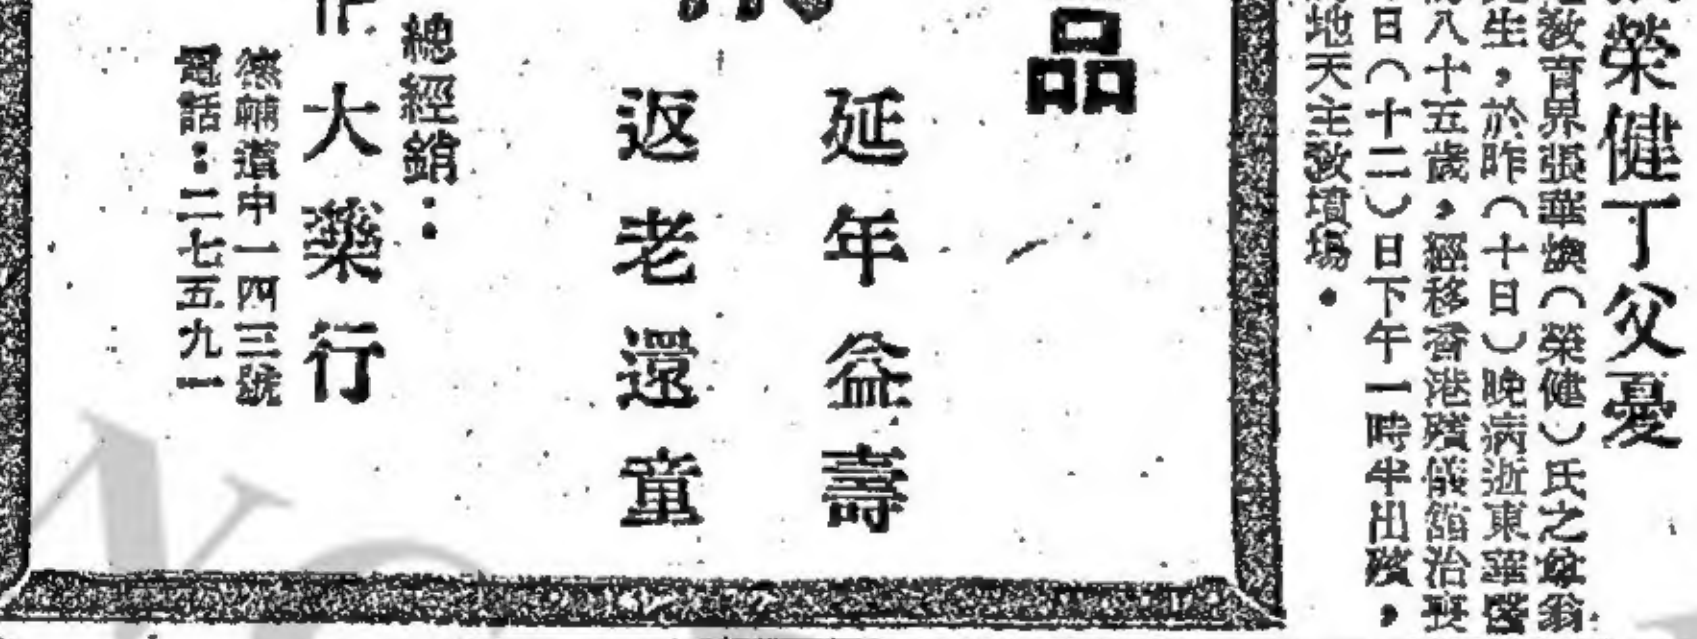 榮健丁父憂
教育界張華煥（榮健）氏之尊翁
生，於昨（十日）晚病逝東華醫
八十五歲，經移香港殯儀舘治喪
日（十二）日下午一時半出殯，
地天主敎墳場。
品
延年益壽
返老還童
總經銷：
大藥行
德輔道中一四三號
電話：二七五九一